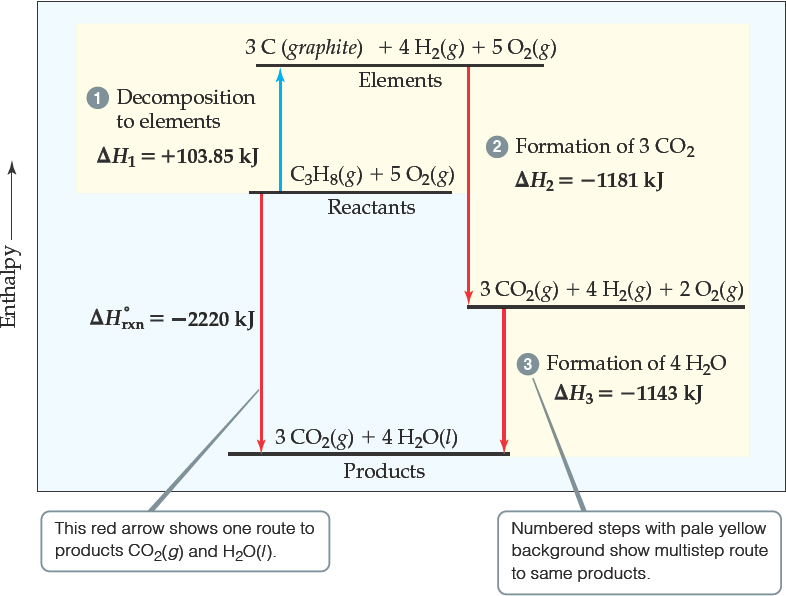 3 C (graphite) + 4 H₂(g) + 5 O₂(g)
Elements
1 Decomposition
to elements
ΔH₁ = +103.85 kJ
2 Formation of 3 CO₂
ΔH₂ = −1181 kJ
C₃H₈(g) + 5 O₂(g)
Reactants
Enthalpy
3 CO₂(g) + 4 H₂(g) + 2 O₂(g)
ΔH°rxn = −2220 kJ
3 Formation of 4 H₂O
ΔH₃ = −1143 kJ
3 CO₂(g) + 4 H₂O(l)
Products
This red arrow shows one route to
products CO₂(g) and H₂O(l).
Numbered steps with pale yellow
background show multistep route
to same products.